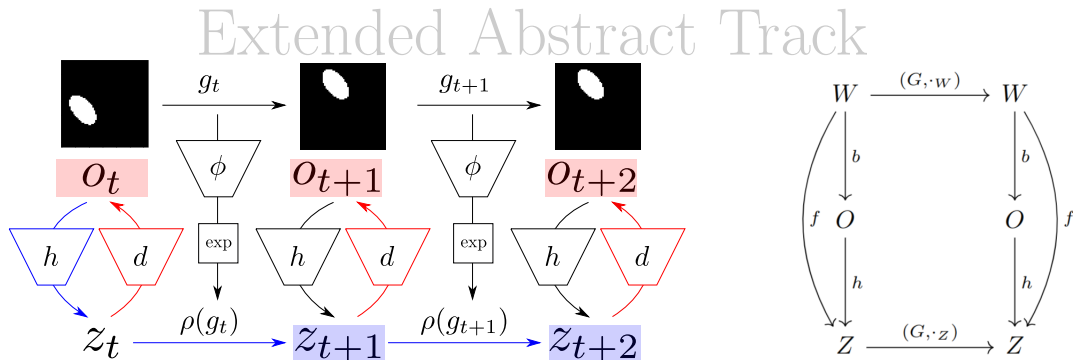 Extended Abstract Track
g_t g_{t+1}
ϕ ϕ
o_t o_{t+1} o_{t+2}
exp exp
h d h d h d
ρ(g_t) ρ(g_{t+1})
z_t z_{t+1} z_{t+2}
W (G,·_W) W
b b
f O O f
h h
Z (G,·_Z) Z